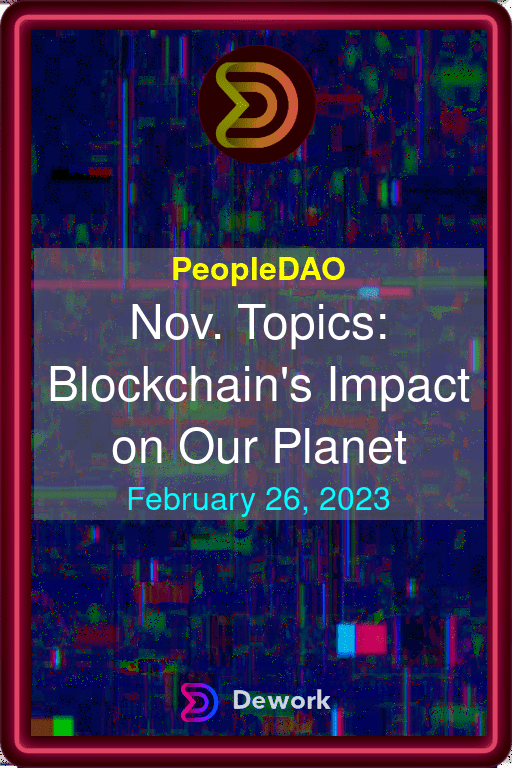 PeopleDAO
Nov. Topics:
Blockchain's Impact
on Our Planet
February 26, 2023
Dework